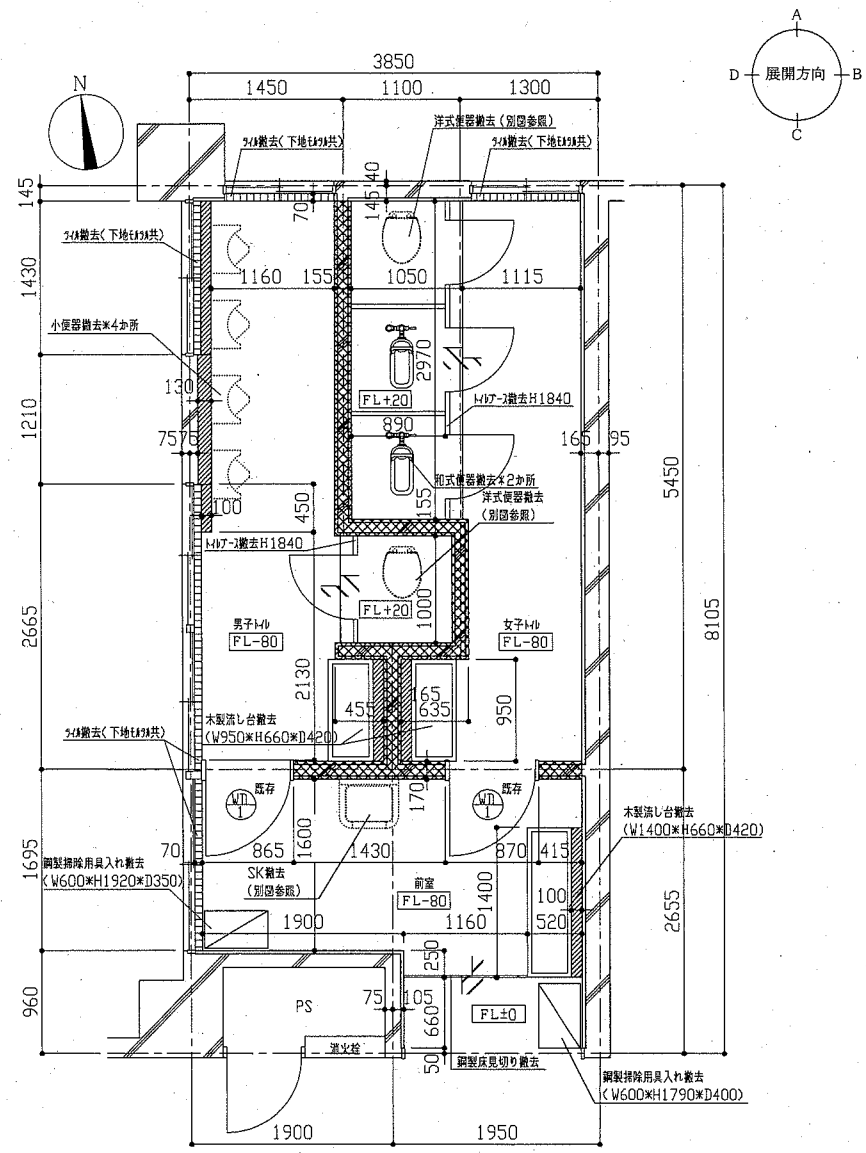 A
D 展開方向 B
C
N
3850
1450 1100 1300
洋式便器撤去(別図参照)
タイル撤去(下地モルタル共)
タイル撤去(下地モルタル共)
145
40
145
70
タイル撤去(下地モルタル共)
1430
1160 155 1050 1115
小便器撤去*4か所
2970
FL+20
トイレブース撤去H1840
130
890
1210
7575
165 95
5450
和式便器撤去*2か所
洋式便器撤去
(別図参照)
100
450
155
トイレブース撤去H1840
FL+20
1000
8105
2665
男子トイレ
FL-80
女子トイレ
FL-80
2130
165
455 635
950
木製流し台撤去
(W950*H660*D420)
タイル撤去(下地モルタル共)
既存
WD
1
既存
WD
1
170
木製流し台撤去
(W1400*H660*D420)
1695
70 865 1600 1430 870 415
鋼製掃除用具入れ撤去
(W600*H1920*D350)
SK撤去
(別図参照)
前室
FL-80
1400
100
2655
1900 1160 520
250
960
PS
75 105
660
FL±0
消火栓
50
鋼製床見切り撤去
鋼製掃除用具入れ撤去
(W600*H1790*D400)
1900 1950